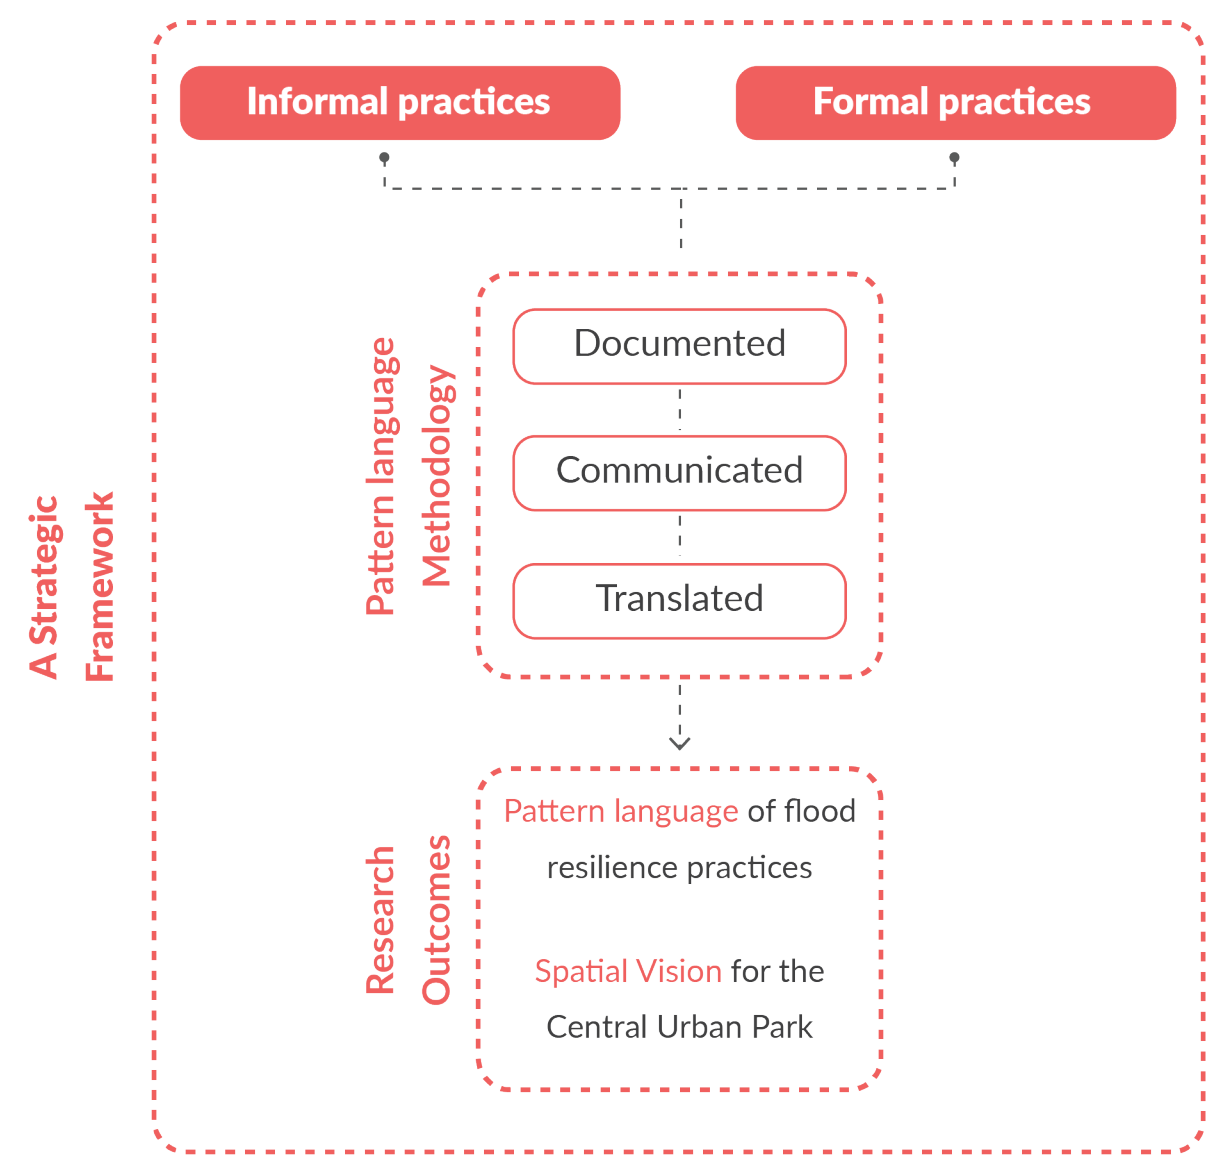 A Strategic
Framework
Informal practices
Formal practices
Pattern language
Methodology
Documented
Communicated
Translated
Research
Outcomes
Pattern language of flood
resilience practices
Spatial Vision for the
Central Urban Park